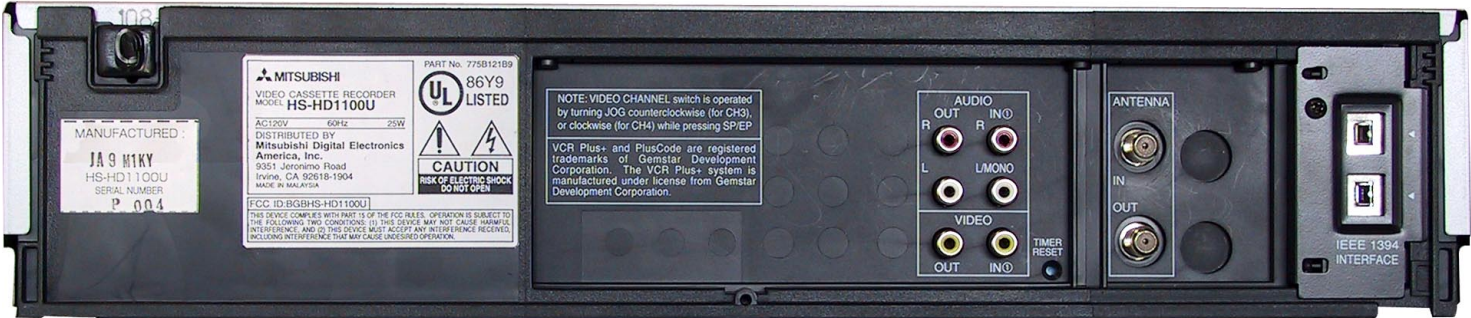 108
MANUFACTURED :
JA 9 M1KY
HS-HD1100U
SERIAL NUMBER
P 004
PART No. 775B121B9
MITSUBISHI
VIDEO CASSETTE RECORDER
MODEL HS-HD1100U
AC120V 60Hz 25W
DISTRIBUTED BY
Mitsubishi Digital Electronics
America, Inc.
9351 Jeronimo Road
Irvine, CA 92618-1904
MADE IN MALAYSIA
UL
86Y9
LISTED
CAUTION
RISK OF ELECTRIC SHOCK
DO NOT OPEN
FCC ID:BGBHS-HD1100U
THIS DEVICE COMPLIES WITH PART 15 OF THE FCC RULES. OPERATION IS SUBJECT TO
THE FOLLOWING TWO CONDITIONS: (1) THIS DEVICE MAY NOT CAUSE HARMFUL
INTERFERENCE, AND (2) THIS DEVICE MUST ACCEPT ANY INTERFERENCE RECEIVED,
INCLUDING INTERFERENCE THAT MAY CAUSE UNDESIRED OPERATION.
NOTE: VIDEO CHANNEL switch is operated
by turning JOG counterclockwise (for CH3),
or clockwise (for CH4) while pressing SP/EP
VCR Plus+ and PlusCode are registered
trademarks of Gemstar Development
Corporation. The VCR Plus+ system is
manufactured under license from Gemstar
Development Corporation.
AUDIO
OUT IN①
R R
L L/MONO
VIDEO
OUT IN①
TIMER
RESET
ANTENNA
IN
OUT
IEEE 1394
INTERFACE